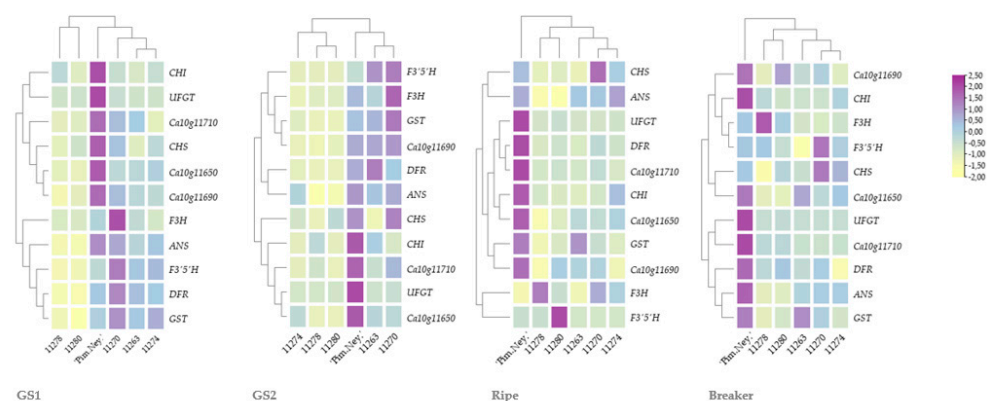 CHI
UFGT
Ca10g11710
CHS
Ca10g11650
Ca10g11690
F3H
ANS
F3'5'H
DFR
GST
11278
11280
'Tim.Ney.'
11270
11263
11274
GS1
F3'5'H
F3H
GST
Ca10g11690
DFR
ANS
CHS
CHI
Ca10g11710
UFGT
Ca10g11650
11274
11278
11280
'Tim.Ney.'
11263
11270
GS2
CHS
ANS
UFGT
DFR
Ca10g11710
CHI
Ca10g11650
GST
Ca10g11690
F3H
F3'5'H
'Tim.Ney.'
11278
11280
11263
11270
11274
Ripe
Ca10g11690
CHI
F3H
F3'5'H
CHS
Ca10g11650
UFGT
Ca10g11710
DFR
ANS
GST
'Tim.Ney.'
11278
11280
11263
11270
11274
Breaker
2,50
2,00
1,50
1,00
0,50
0,00
-0,50
-1,00
-1,50
-2,00